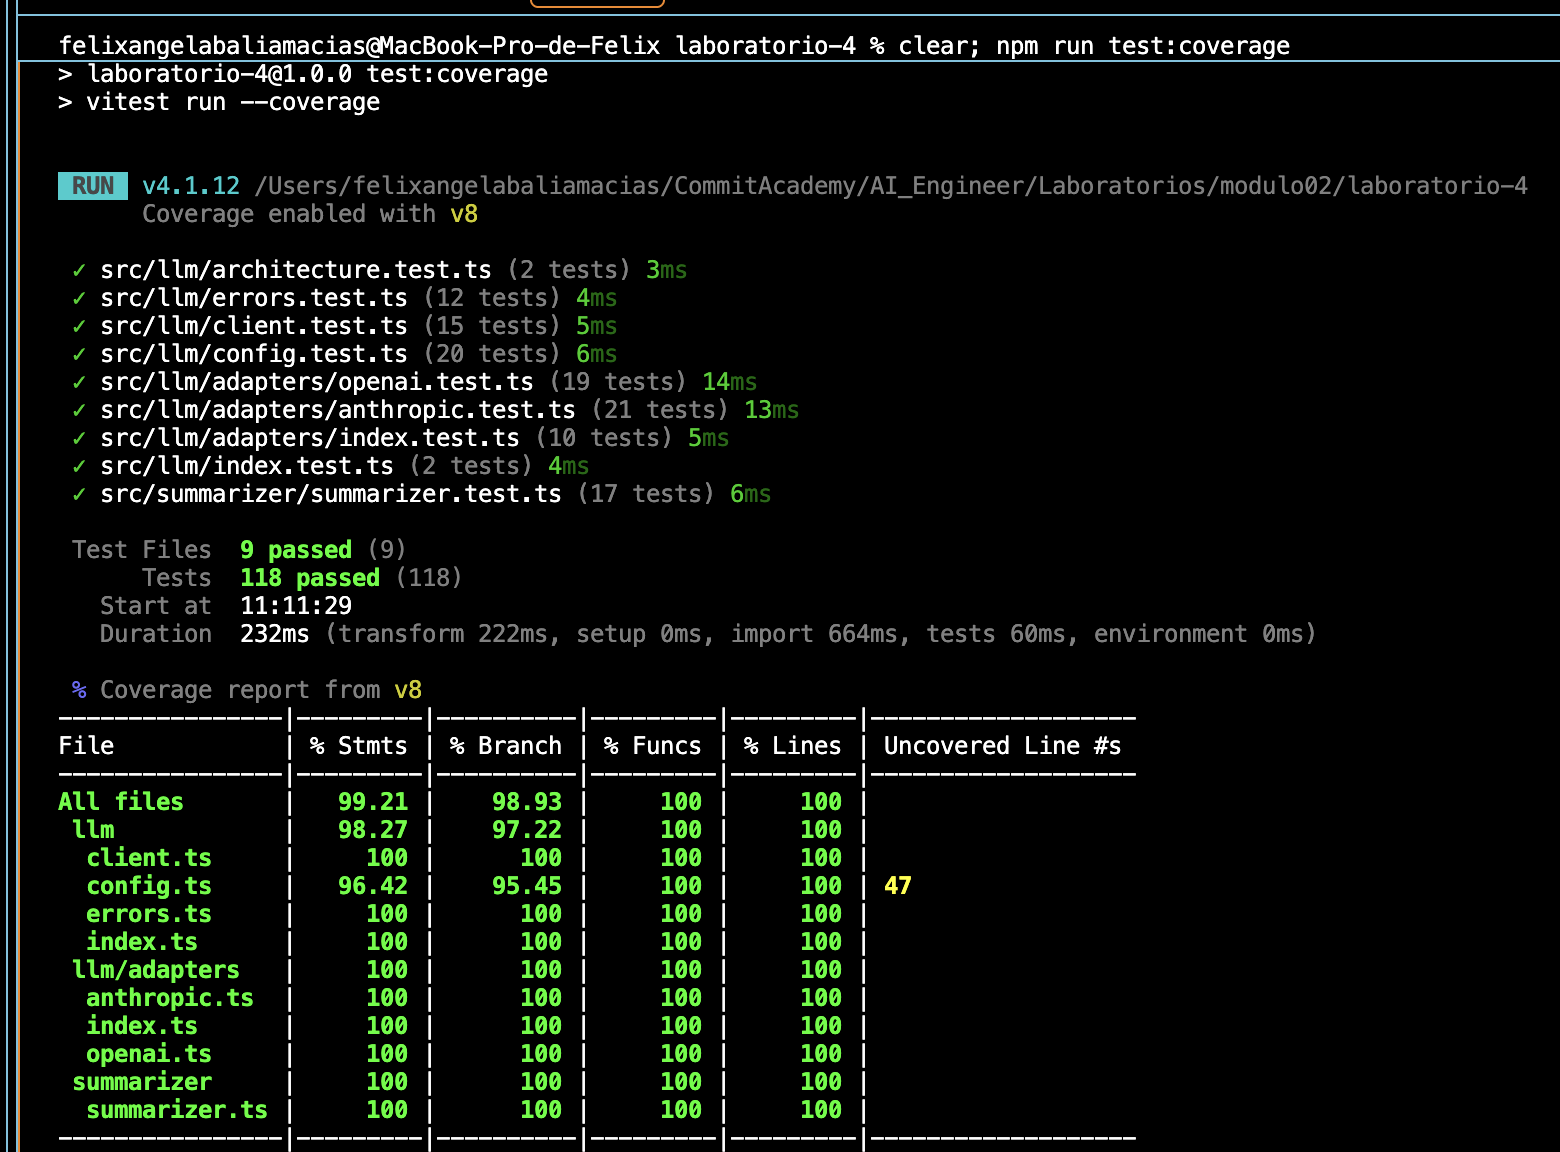 felixangelabaliamacias@MacBook-Pro-de-Felix laboratorio-4 % clear; npm run test:coverage
> laboratorio-4@1.0.0 test:coverage
> vitest run --coverage
RUN v4.1.12 /Users/felixangelabaliamacias/CommitAcademy/AI_Engineer/Laboratorios/modulo02/laboratorio-4
Coverage enabled with v8
✓ src/llm/architecture.test.ts (2 tests) 3ms
✓ src/llm/errors.test.ts (12 tests) 4ms
✓ src/llm/client.test.ts (15 tests) 5ms
✓ src/llm/config.test.ts (20 tests) 6ms
✓ src/llm/adapters/openai.test.ts (19 tests) 14ms
✓ src/llm/adapters/anthropic.test.ts (21 tests) 13ms
✓ src/llm/adapters/index.test.ts (10 tests) 5ms
✓ src/llm/index.test.ts (2 tests) 4ms
✓ src/summarizer/summarizer.test.ts (17 tests) 6ms
Test Files 9 passed (9)
Tests 118 passed (118)
Start at 11:11:29
Duration 232ms (transform 222ms, setup 0ms, import 664ms, tests 60ms, environment 0ms)
% Coverage report from v8
----------------|---------|----------|---------|---------|-------------------
File | % Stmts | % Branch | % Funcs | % Lines | Uncovered Line #s
----------------|---------|----------|---------|---------|-------------------
All files | 99.21 | 98.93 | 100 | 100 |
llm | 98.27 | 97.22 | 100 | 100 |
client.ts | 100 | 100 | 100 | 100 |
config.ts | 96.42 | 95.45 | 100 | 100 | 47
errors.ts | 100 | 100 | 100 | 100 |
index.ts | 100 | 100 | 100 | 100 |
llm/adapters | 100 | 100 | 100 | 100 |
anthropic.ts | 100 | 100 | 100 | 100 |
index.ts | 100 | 100 | 100 | 100 |
openai.ts | 100 | 100 | 100 | 100 |
summarizer | 100 | 100 | 100 | 100 |
summarizer.ts | 100 | 100 | 100 | 100 |
----------------|---------|----------|---------|---------|-------------------